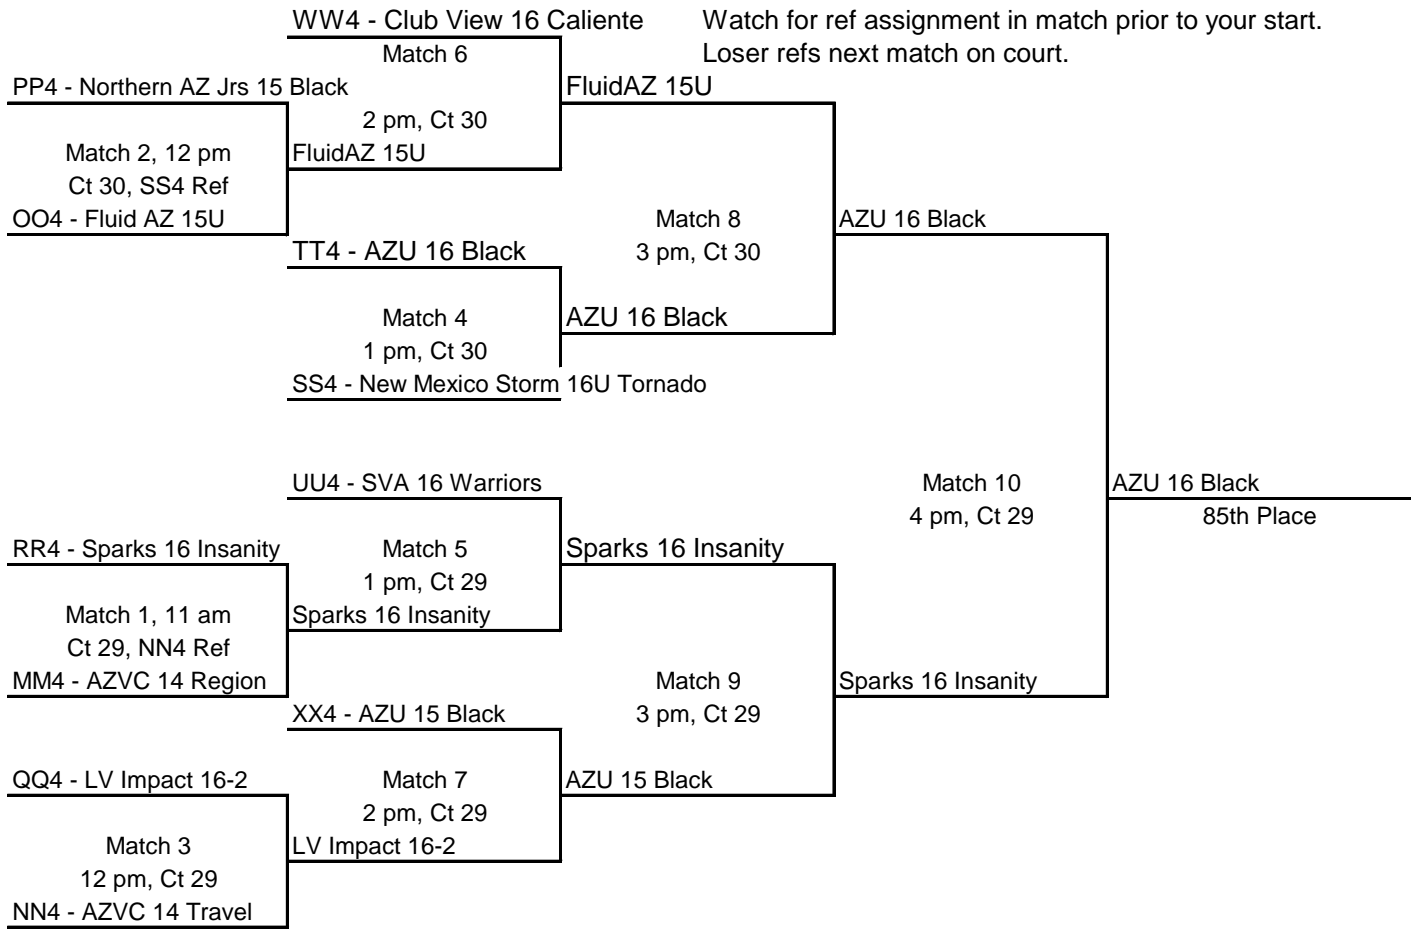 WW4 - Club View 16 Caliente
Watch for ref assignment in match prior to your start.
Match 6
Loser refs next match on court.
PP4 - Northern AZ Jrs 15 Black
FluidAZ 15U
2 pm, Ct 30
Match 2, 12 pm
FluidAZ 15U
Ct 30, SS4 Ref
OO4 - Fluid AZ 15U
Match 8
AZU 16 Black
TT4 - AZU 16 Black
3 pm, Ct 30
Match 4
AZU 16 Black
1 pm, Ct 30
SS4 - New Mexico Storm 16U Tornado
UU4 - SVA 16 Warriors
Match 10
AZU 16 Black
4 pm, Ct 29
85th Place
RR4 - Sparks 16 Insanity
Match 5
Sparks 16 Insanity
1 pm, Ct 29
Match 1, 11 am
Sparks 16 Insanity
Ct 29, NN4 Ref
MM4 - AZVC 14 Region
Match 9
Sparks 16 Insanity
XX4 - AZU 15 Black
3 pm, Ct 29
QQ4 - LV Impact 16-2
Match 7
AZU 15 Black
2 pm, Ct 29
Match 3
LV Impact 16-2
12 pm, Ct 29
NN4 - AZVC 14 Travel